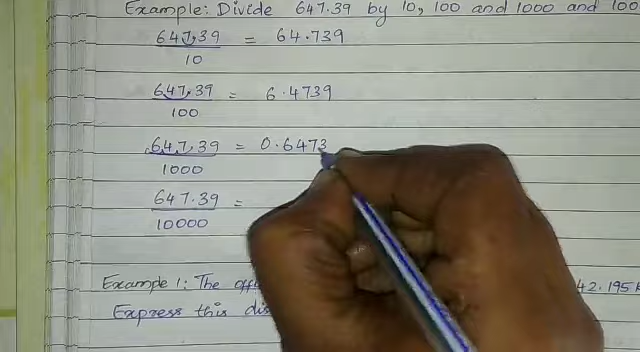 Example: Divide 647.39 by 10, 100 and 1000 and 100
647.39 / 10 = 64.739
647.39 / 100 = 6.4739
647.39 / 1000 = 0.6473
647.39 / 10000 =
Example 1: The 42.195
Express this